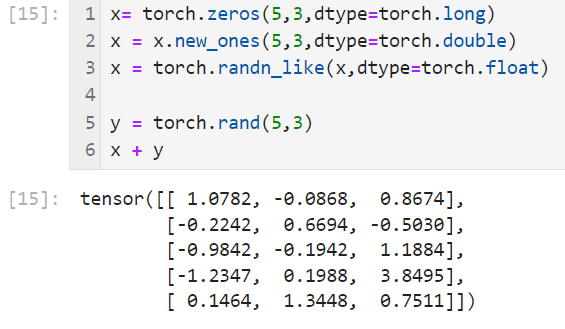 [15]: 1 x= torch.zeros(5,3,dtype=torch.long)
2 x = x.new_ones(5,3,dtype=torch.double)
3 x = torch.randn_like(x,dtype=torch.float)
4
5 y = torch.rand(5,3)
6 x + y
[15]: tensor([[ 1.0782, -0.0868,  0.8674],
        [-0.2242,  0.6694, -0.5030],
        [-0.9842, -0.1942,  1.1884],
        [-1.2347,  0.1988,  3.8495],
        [ 0.1464,  1.3448,  0.7511]])